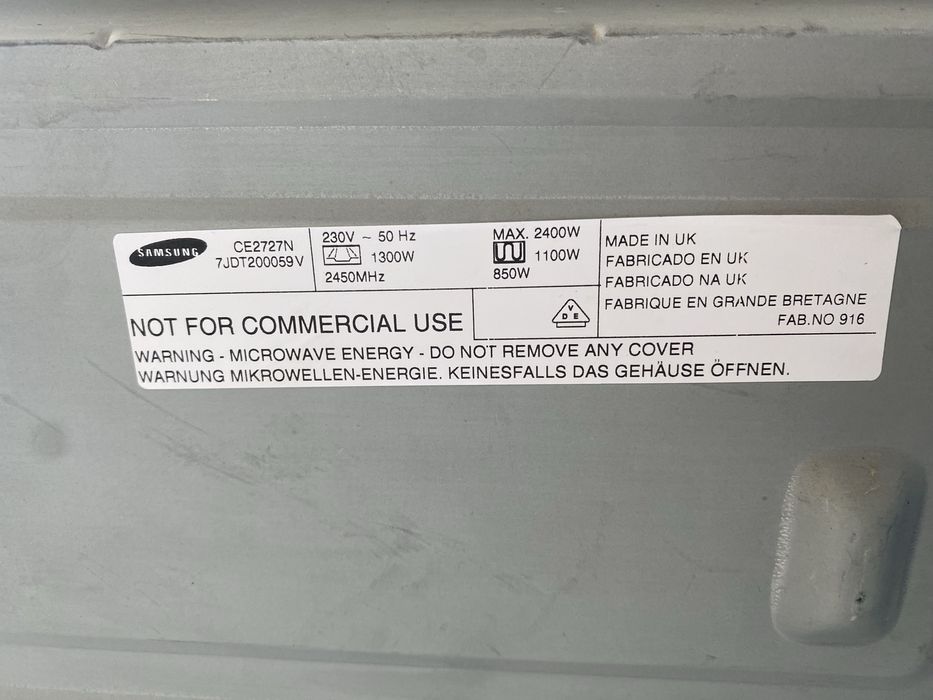 SAMSUNG
CE2727N
7JDT200059V
230V ~ 50 Hz
1300W
2450MHz
MAX. 2400W
1100W
850W
MADE IN UK
FABRICADO EN UK
FABRICADO NA UK
FABRIQUE EN GRANDE BRETAGNE
FAB.NO 916
NOT FOR COMMERCIAL USE
V
D E
WARNING - MICROWAVE ENERGY - DO NOT REMOVE ANY COVER
WARNUNG MIKROWELLEN-ENERGIE. KEINESFALLS DAS GEHÄUSE ÖFFNEN.